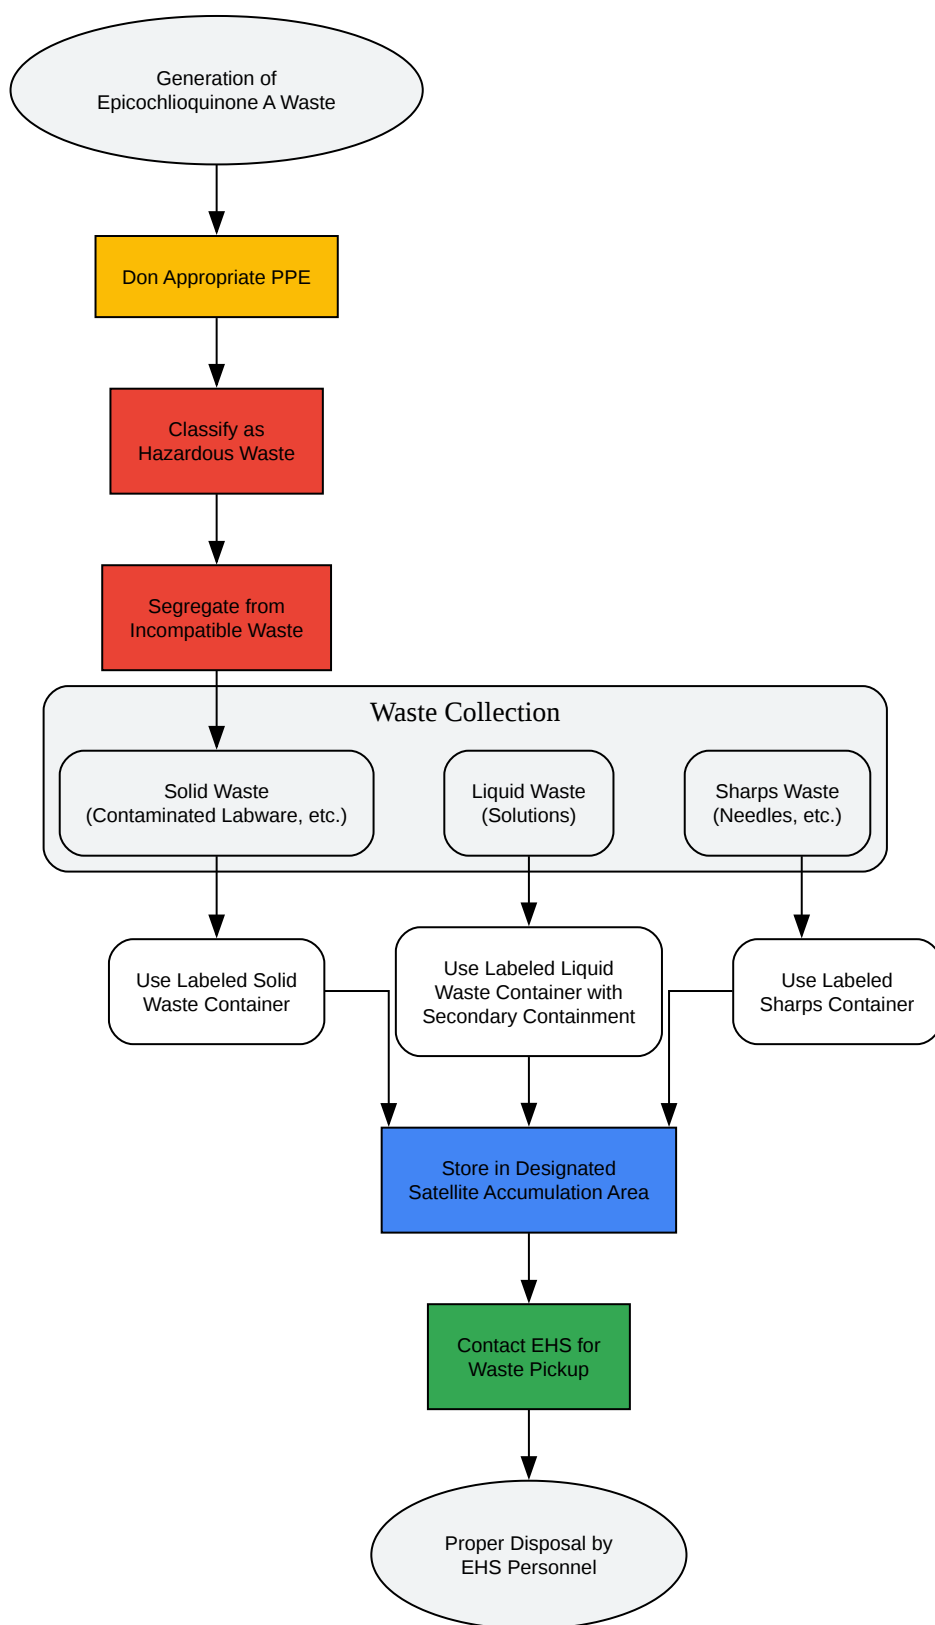 Generation of
Epicochlioquinone A Waste
Don Appropriate PPE
Classify as
Hazardous Waste
Segregate from
Incompatible Waste
Waste Collection
Solid Waste
(Contaminated Labware, etc.)
Liquid Waste
(Solutions)
Sharps Waste
(Needles, etc.)
Use Labeled Solid
Waste Container
Use Labeled Liquid
Waste Container with
Secondary Containment
Use Labeled
Sharps Container
Store in Designated
Satellite Accumulation Area
Contact EHS for
Waste Pickup
Proper Disposal by
EHS Personnel